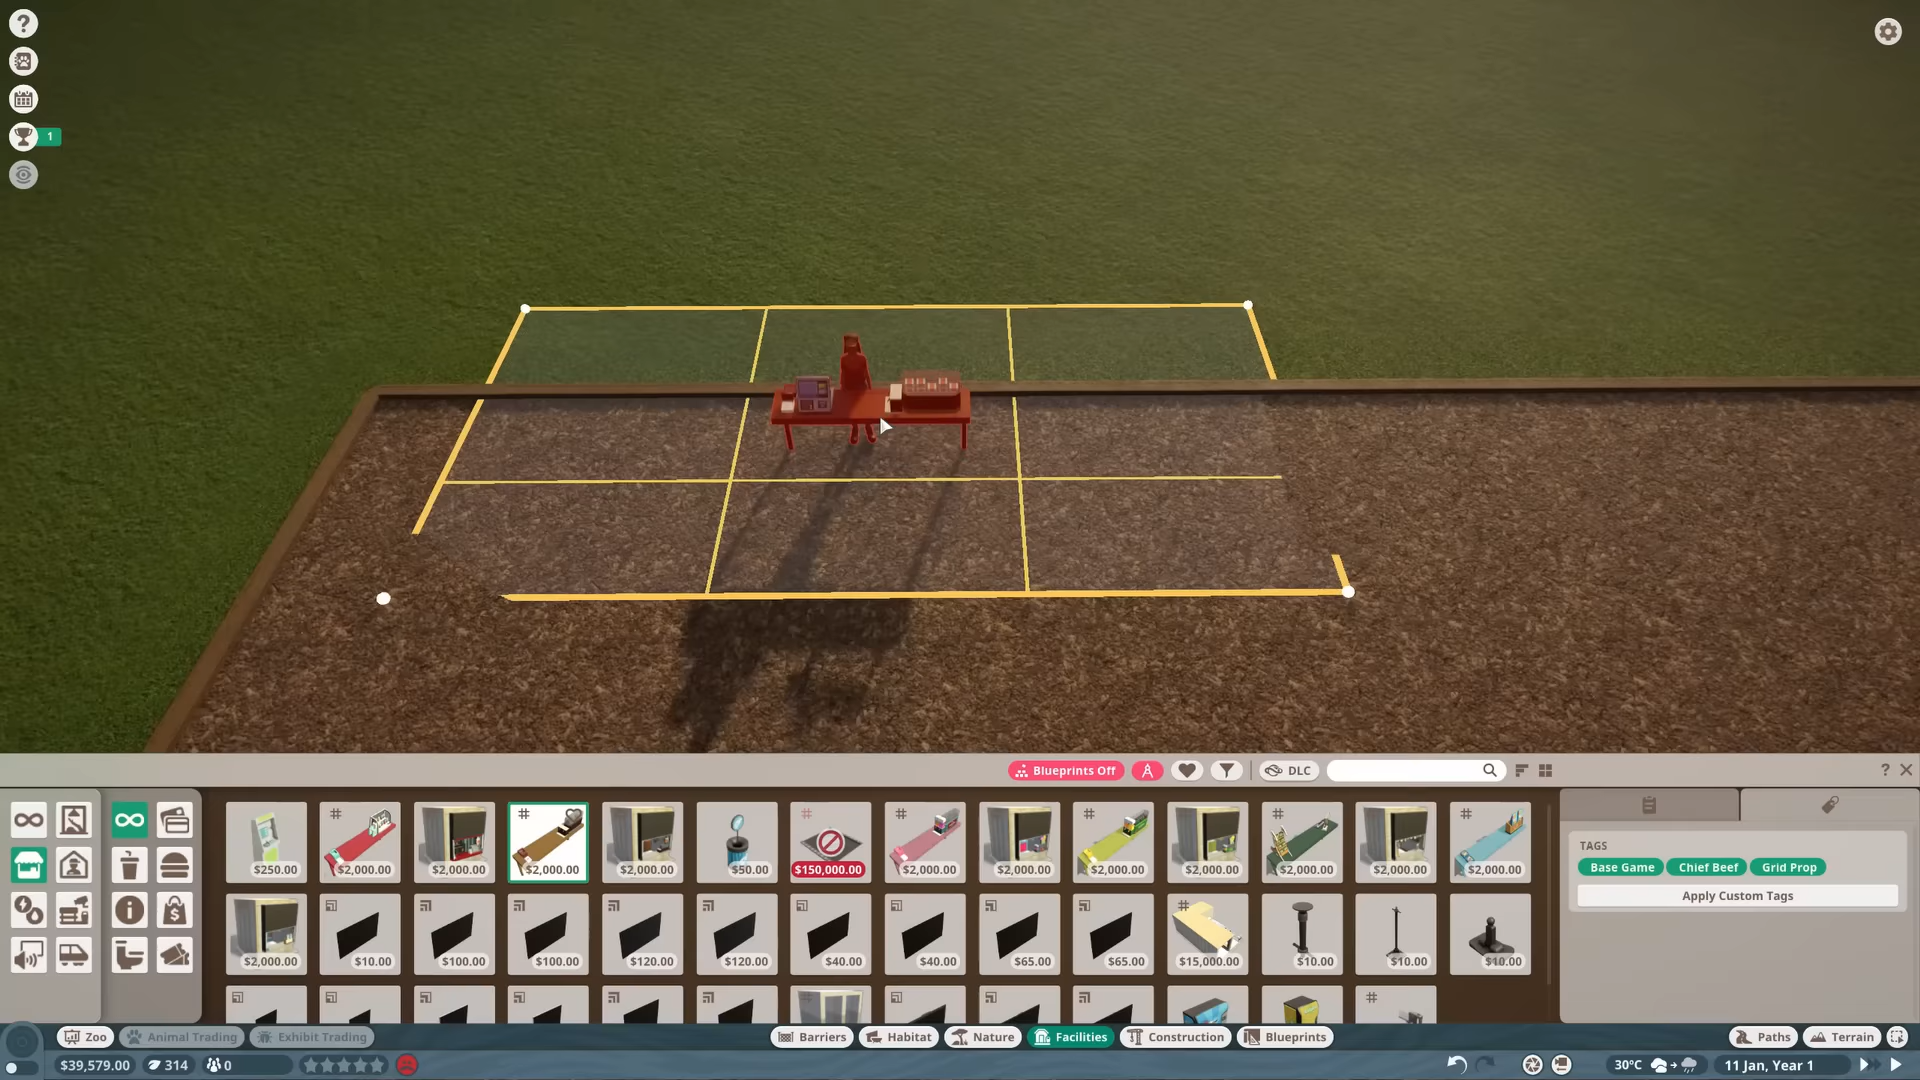 ?
1
Blueprints Off
DLC
?
$250.00
$2,000.00
$2,000.00
$2,000.00
$2,000.00
$50.00
$150,000.00
$2,000.00
$2,000.00
$2,000.00
$2,000.00
$2,000.00
$2,000.00
$2,000.00
$2,000.00
$10.00
$100.00
$100.00
$120.00
$120.00
$40.00
$40.00
$65.00
$65.00
$15,000.00
$10.00
$10.00
$10.00
TAGS
Base Game
Chief Beef
Grid Prop
Apply Custom Tags
Zoo
Animal Trading
Exhibit Trading
Barriers
Habitat
Nature
Facilities
Construction
Blueprints
Paths
Terrain
$39,579.00
314
0
30°C
11 Jan, Year 1